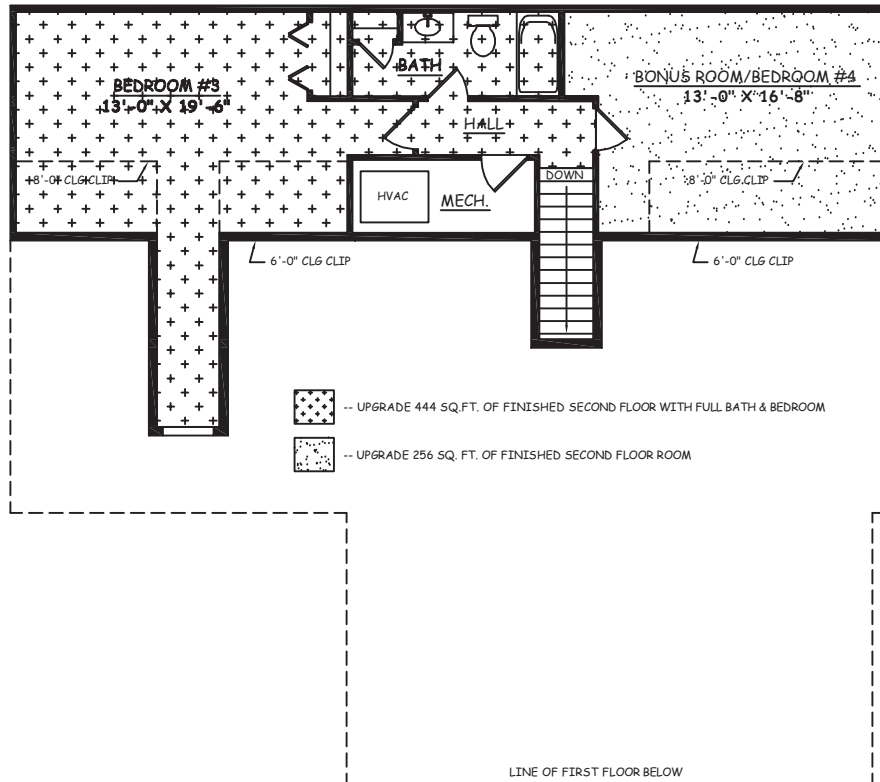 BATH
BEDROOM #3
13'-0" X 19'-6"
BONUS ROOM/BEDROOM #4
13'-0" X 16'-8"
HALL
8'-0" CLG CLIP
HVAC
MECH.
DOWN
8'-0" CLG CLIP
6'-0" CLG CLIP
6'-0" CLG CLIP
-- UPGRADE 444 SQ.FT. OF FINISHED SECOND FLOOR WITH FULL BATH & BEDROOM
-- UPGRADE 256 SQ. FT. OF FINISHED SECOND FLOOR ROOM
LINE OF FIRST FLOOR BELOW